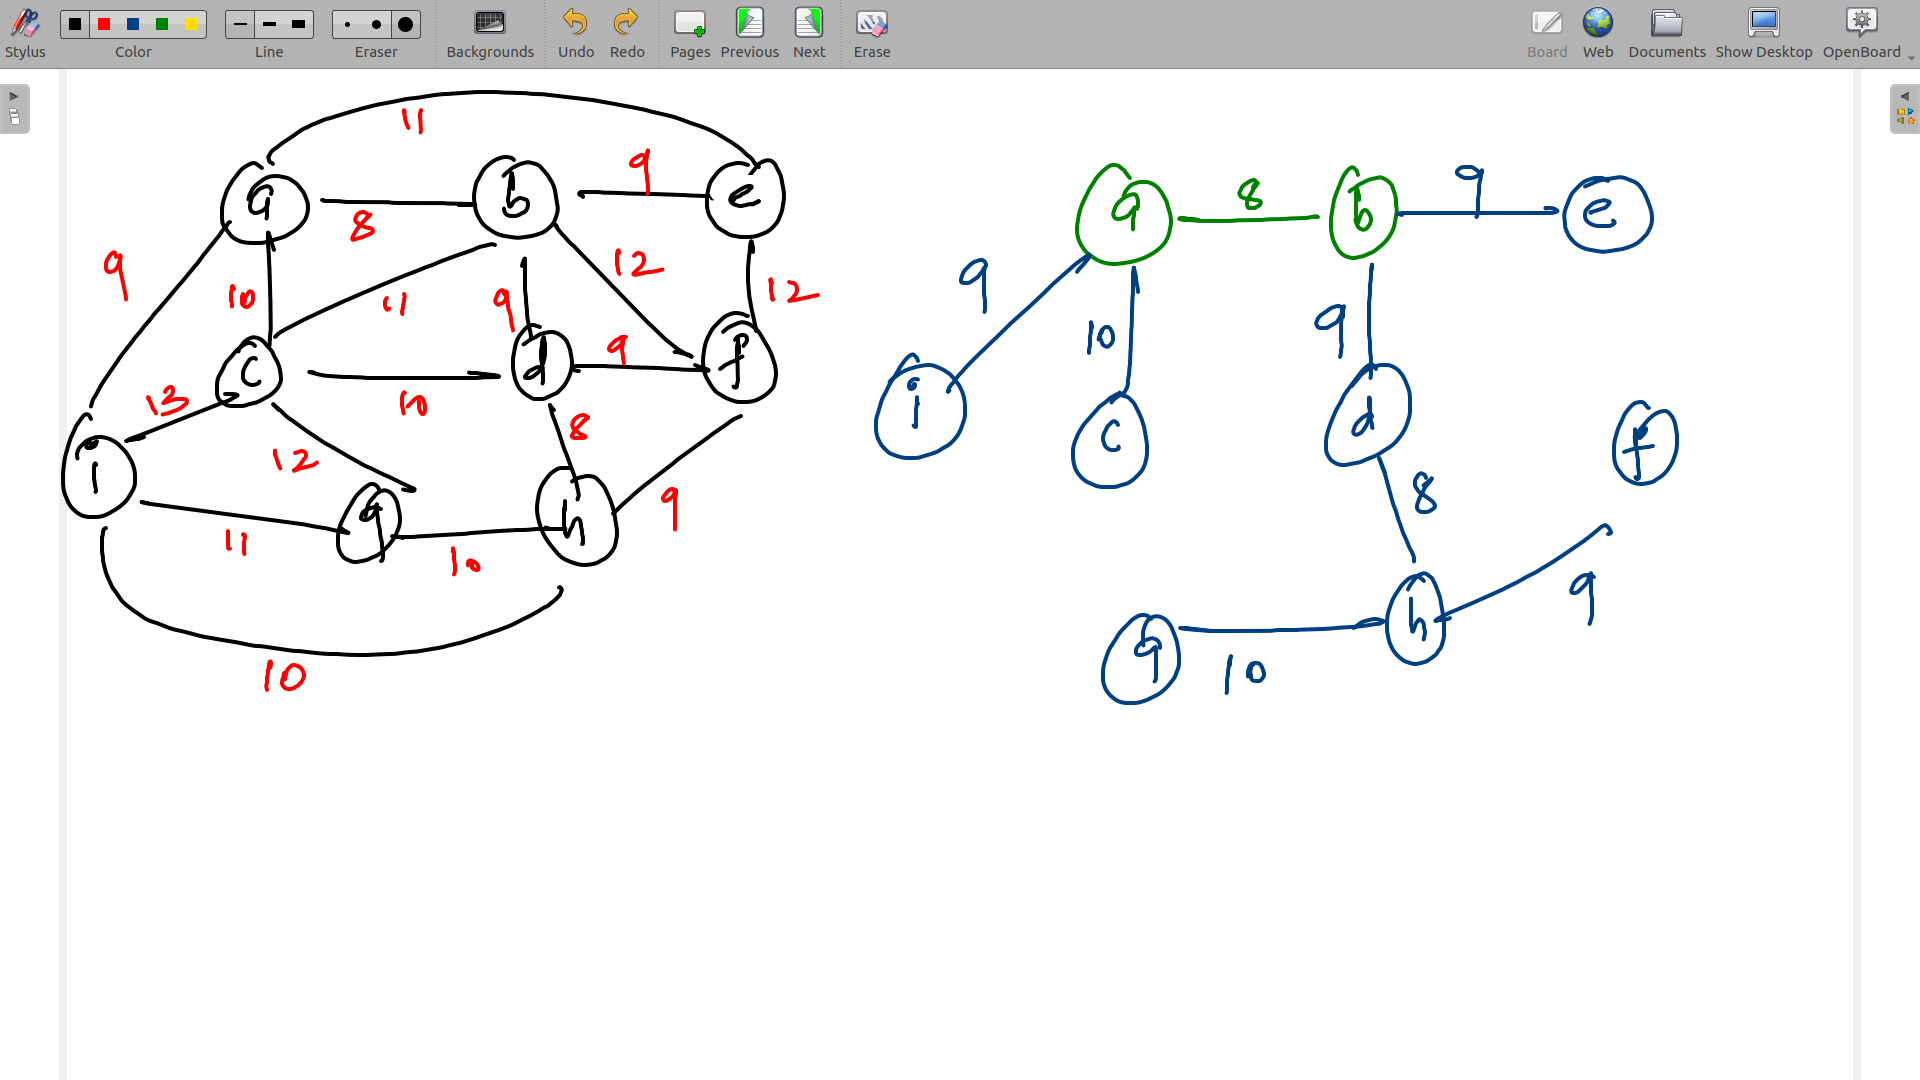 Stylus Color Line Eraser Backgrounds Undo Redo Pages Previous Next Erase Board Web Documents Show Desktop OpenBoard
11
a 8 b 9 e
9 10 11 9 12 12
c 10 d 9 f
13 12 8
i 11 g 10 h 9
10
a 8 b 9 e
9 10 9
i c d f
8
g 10 h 9